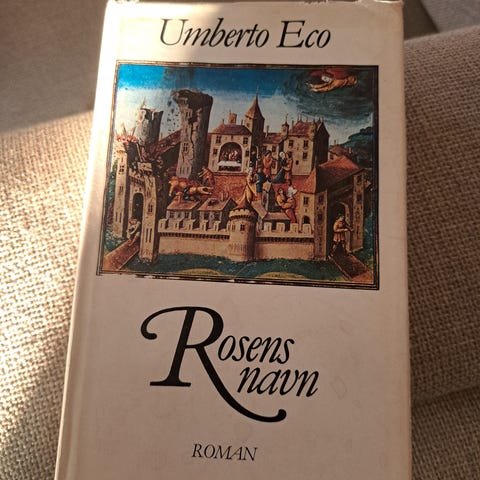 Umberto Eco
Rosens
navn
ROMAN